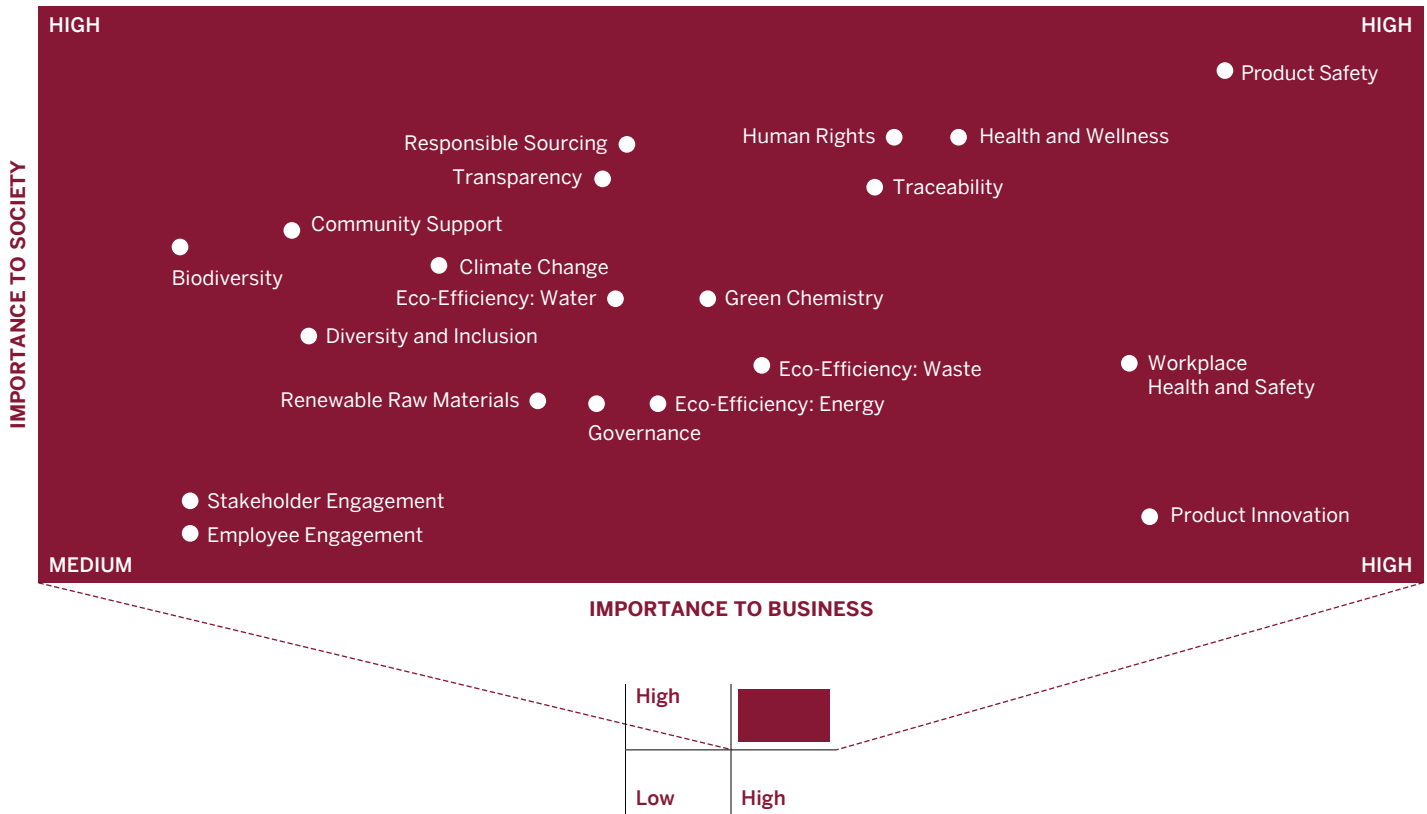 HIGH
HIGH
Product Safety
Responsible Sourcing
Human Rights
Health and Wellness
Transparency
Traceability
Community Support
Biodiversity
Climate Change
Eco-Efficiency: Water
Green Chemistry
Diversity and Inclusion
Eco-Efficiency: Waste
Workplace
Health and Safety
Renewable Raw Materials
Eco-Efficiency: Energy
Governance
Stakeholder Engagement
Employee Engagement
Product Innovation
MEDIUM
HIGH
IMPORTANCE TO SOCIETY
IMPORTANCE TO BUSINESS
High
Low
High